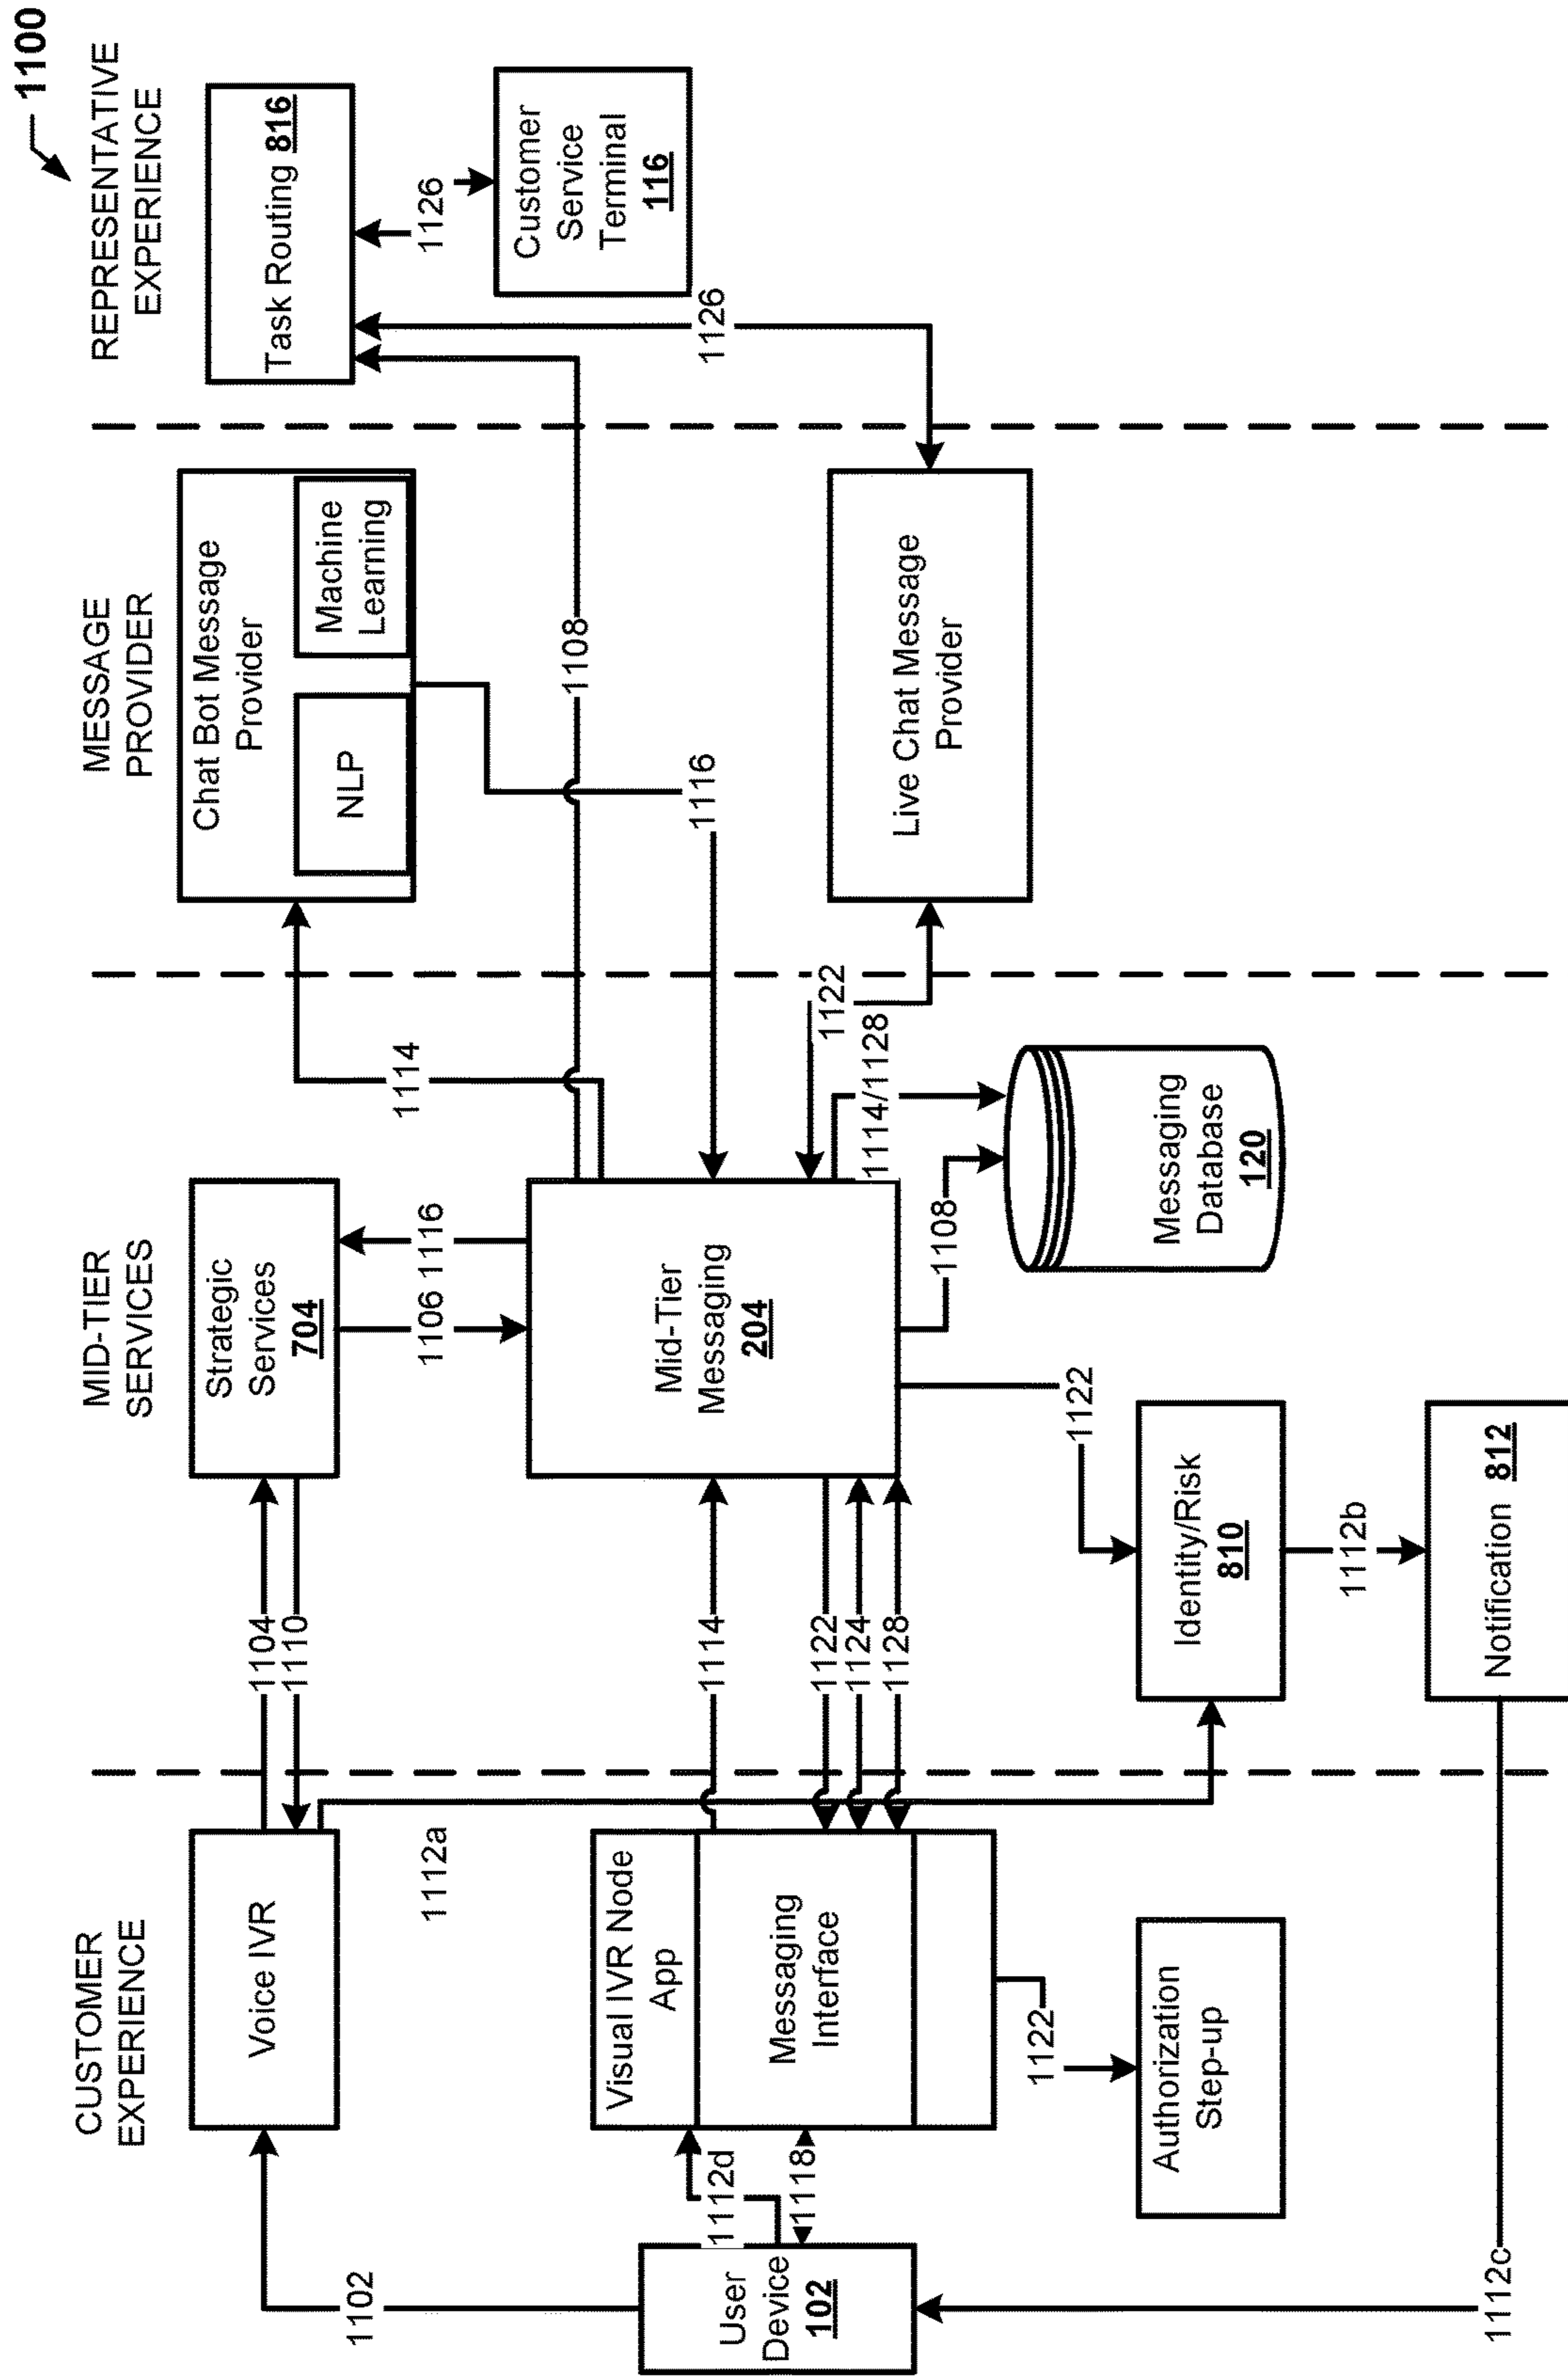 1100
CUSTOMER
EXPERIENCE
MID-TIER
SERVICES
MESSAGE
PROVIDER
REPRESENTATIVE
EXPERIENCE
Voice IVR
1104
1110
Strategic
Services
704
1114
Chat Bot Message
Provider
NLP
Machine
Learning
Task Routing 816
1102
1112a
1106
1116
1126
Customer
Service
Terminal
116
1108
User
Device
102
1112d
1118
Visual IVR Node
App
Messaging
Interface
1114
1122
1124
1128
Mid-Tier
Messaging
204
1116
1126
1122
1114/1128
Live Chat Message
Provider
1108
1122
1122
Messaging
Database
120
Authorization
Step-up
Identity/Risk
810
1112b
Notification 812
1112c